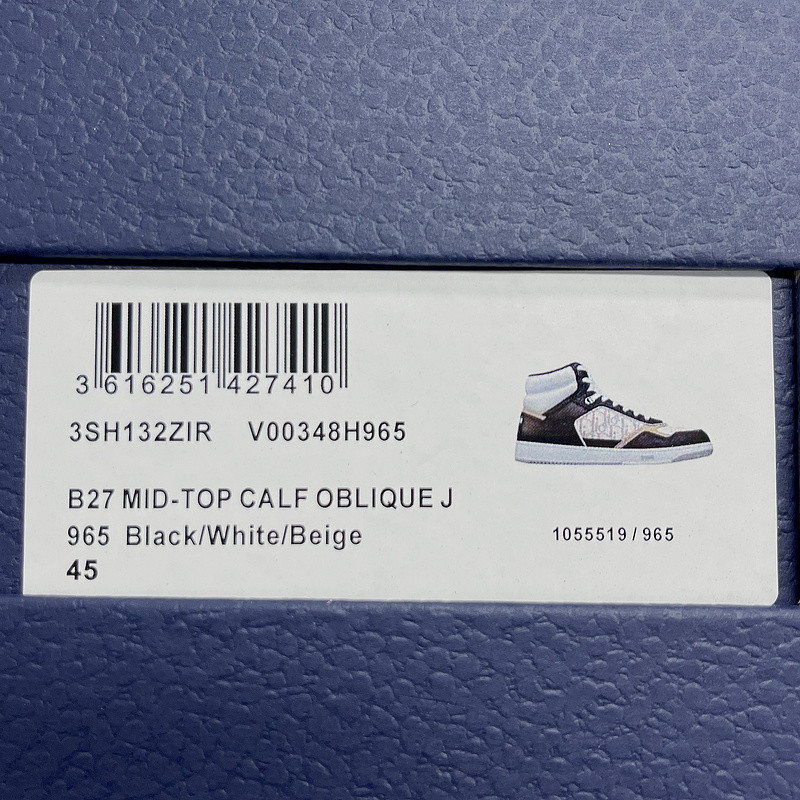 3 616251 427410
3SH132ZIR V00348H965
B27 MID-TOP CALF OBLIQUE J
965 Black/White/Beige
1055519 / 965
45